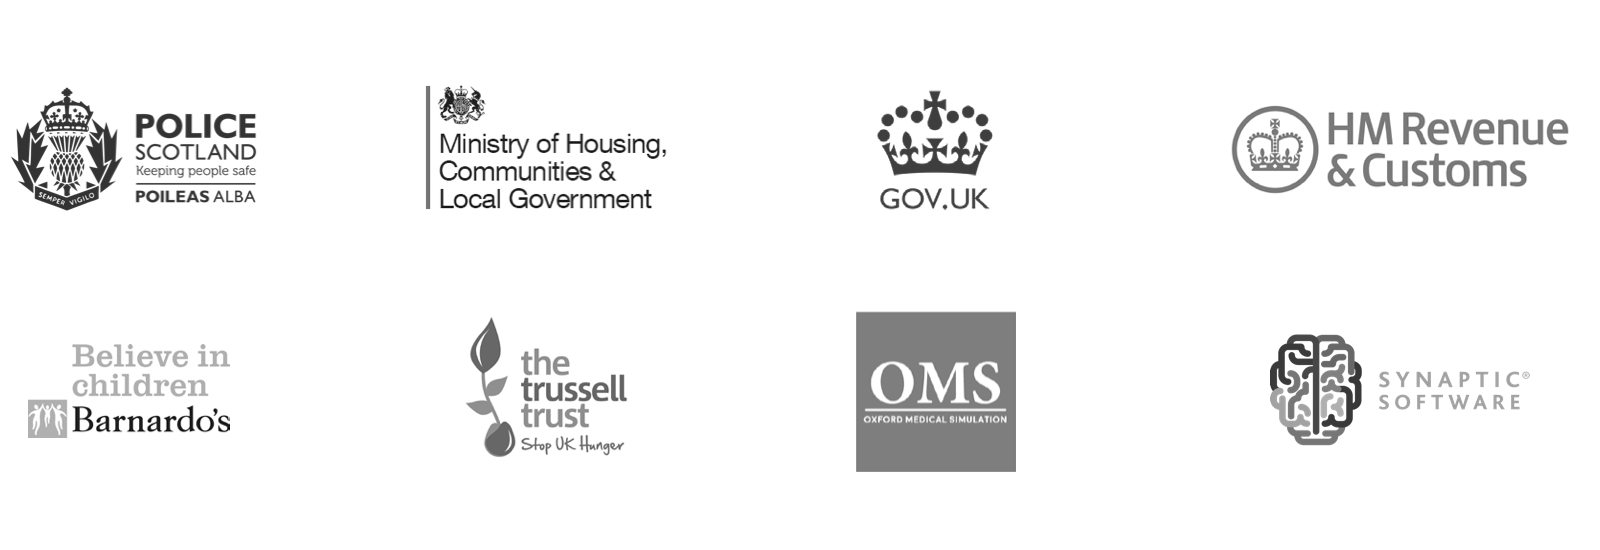 POLICE
SCOTLAND
Keeping people safe
POILEAS ALBA
SEMPER VIGILO
Ministry of Housing,
Communities &
Local Government
GOV.UK
HM Revenue
& Customs
Believe in
children
Barnardo's
the
trussell
trust
Stop UK Hunger
OMS
OXFORD MEDICAL SIMULATION
SYNAPTIC®
SOFTWARE